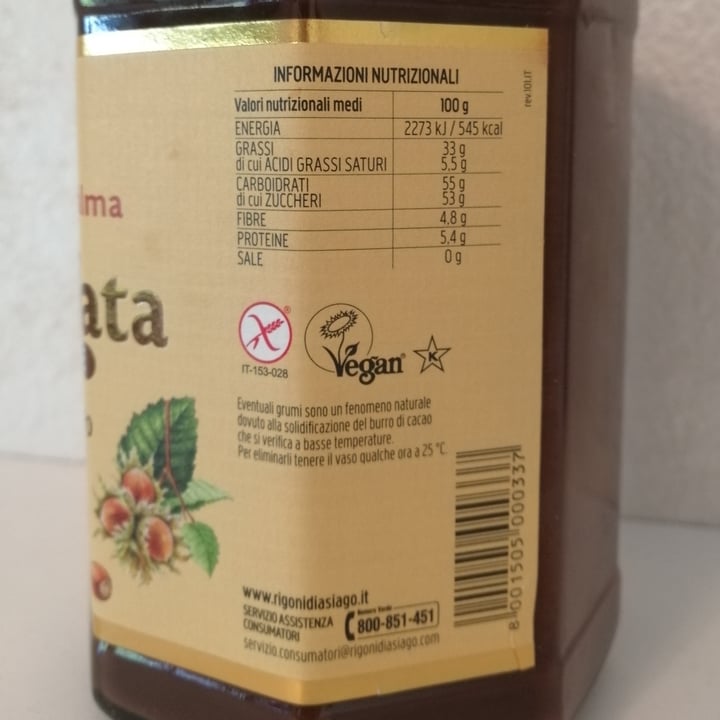 lma
ata
o
INFORMAZIONI NUTRIZIONALI
rev.101.IT
Valori nutrizionali medi 100 g
ENERGIA 2273 kJ / 545 kcal
GRASSI 33 g
di cui ACIDI GRASSI SATURI 5,5 g
CARBOIDRATI 55 g
di cui ZUCCHERI 53 g
FIBRE 4,8 g
PROTEINE 5,4 g
SALE 0 g
IT-153-028
Vegan
K
Eventuali grumi sono un fenomeno naturale
dovuto alla solidificazione del burro di cacao
che si verifica a basse temperature.
Per eliminarli tenere il vaso qualche ora a 25 °C.
www.rigonidiasiago.it
SERVIZIO ASSISTENZA
CONSUMATORI
Numero Verde
800-851-451
servizio.consumatori@rigonidiasiago.com
8 001505 000337